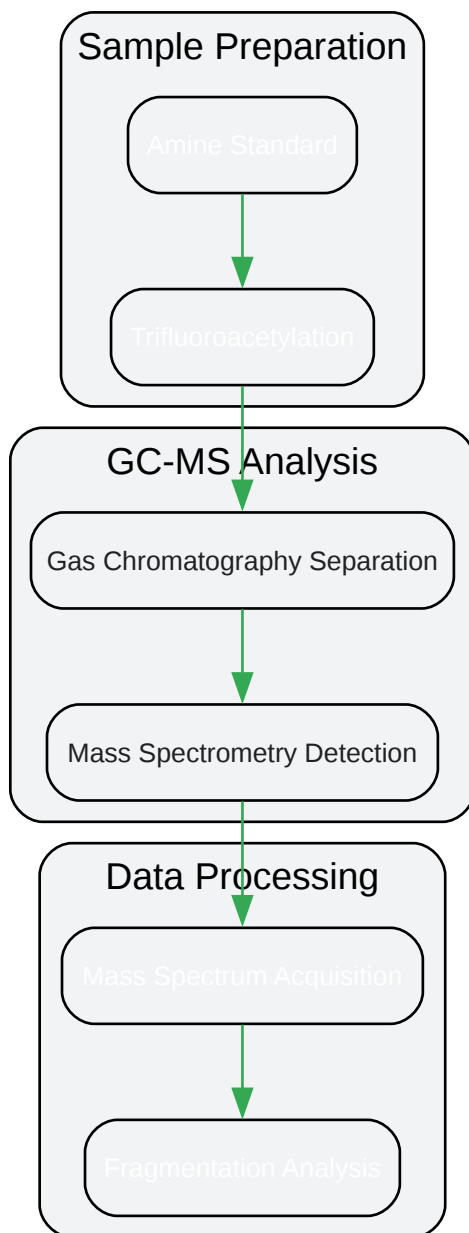 Sample Preparation
Amine Standard
Trifluoroacetylation
GC-MS Analysis
Gas Chromatography Separation
Mass Spectrometry Detection
Data Processing
Mass Spectrum Acquisition
Fragmentation Analysis